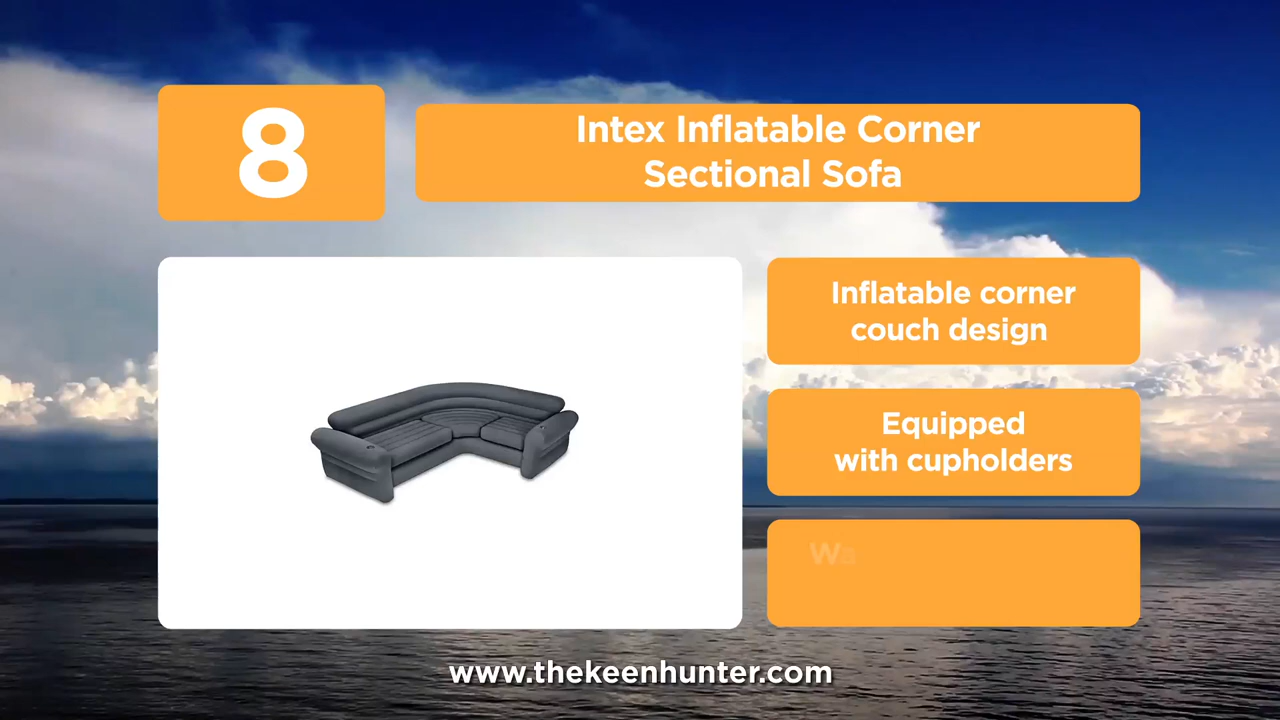 8
Intex Inflatable Corner
Sectional Sofa
Inflatable corner
couch design
Equipped
with cupholders
www.thekeenhunter.com